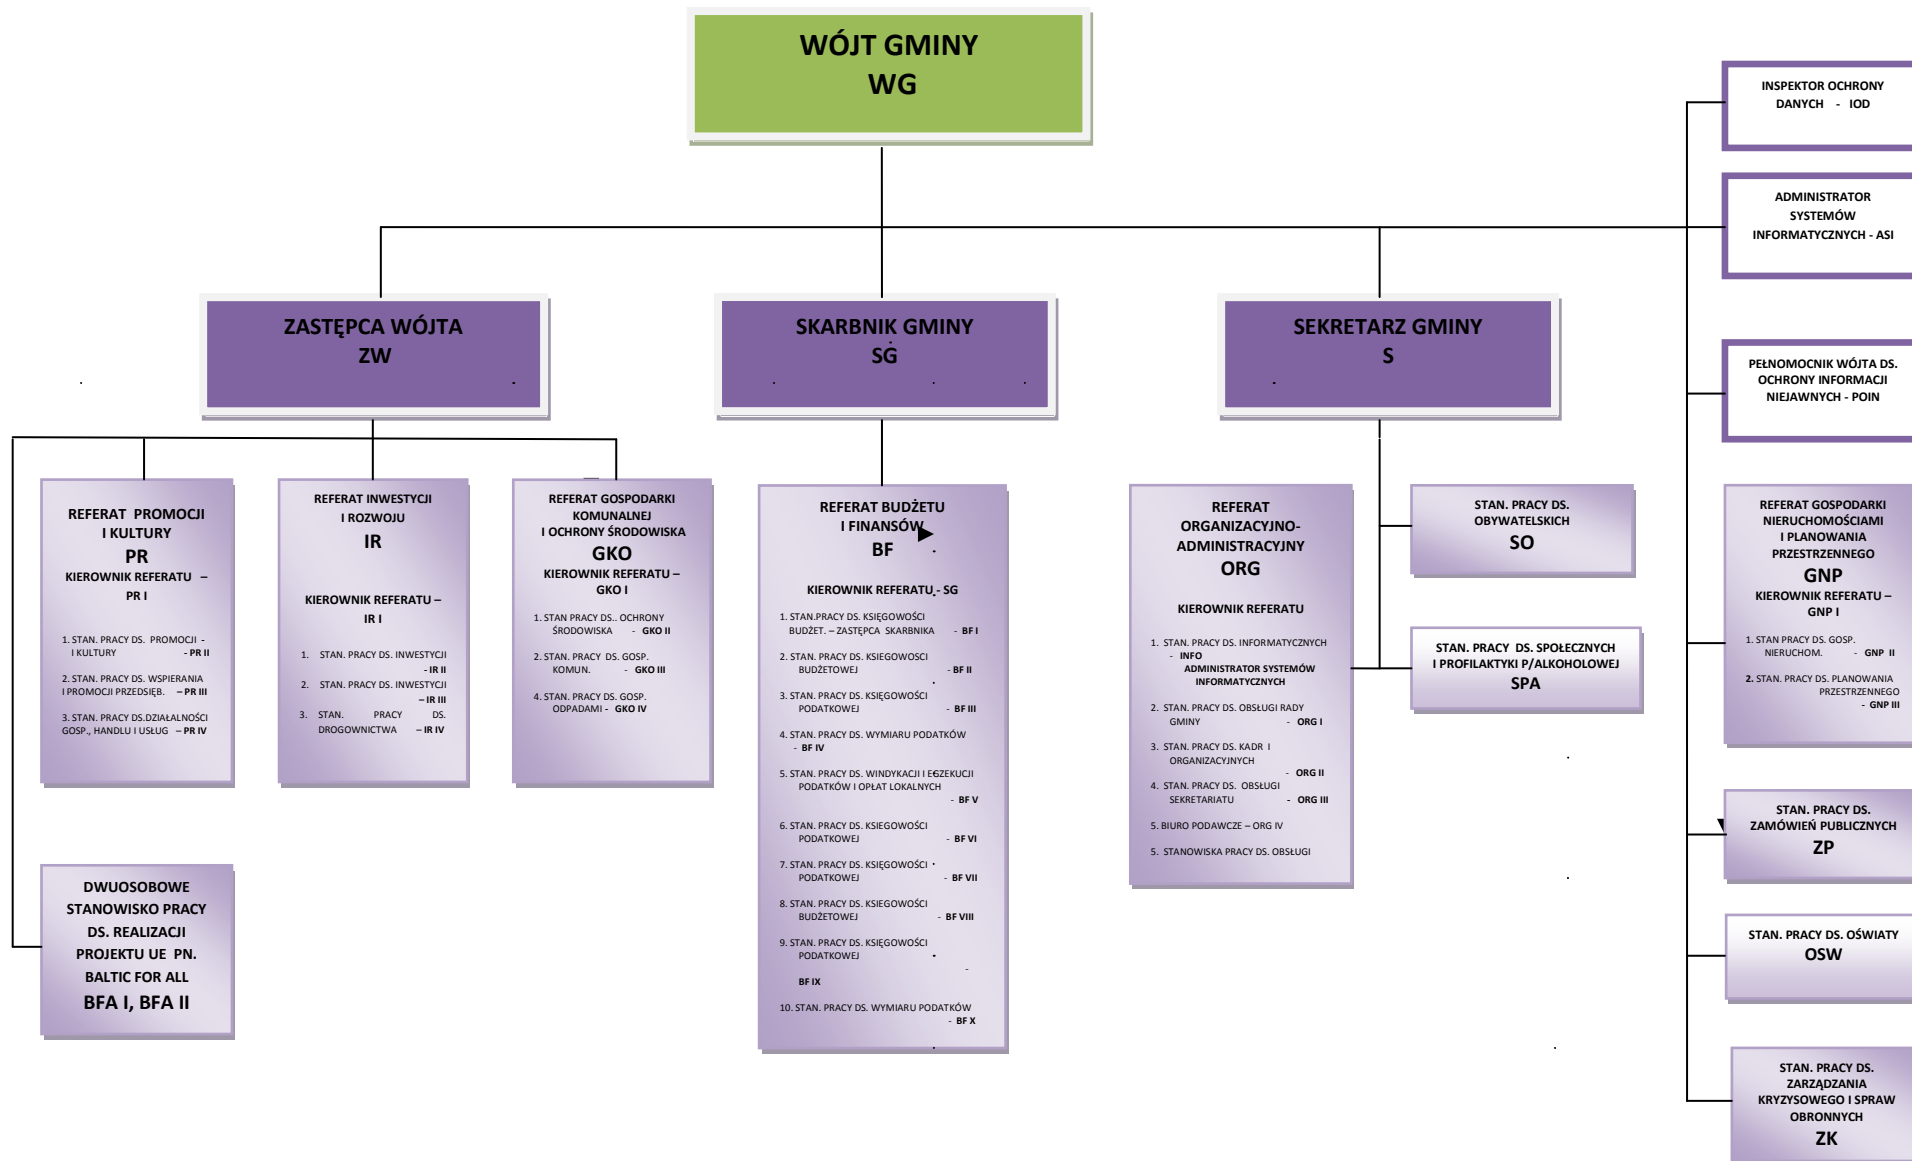 WÓJT GMINY
WG
INSPEKTOR OCHRONY
DANYCH - IOD
ADMINISTRATOR
SYSTEMÓW
INFORMATYCZNYCH - ASI
PEŁNOMOCNIK WÓJTA DS.
OCHRONY INFORMACJI
NIEJAWNYCH - POIN
ZASTĘPCA WÓJTA
ZW
SKARBNIK GMINY
SG
SEKRETARZ GMINY
S
REFERAT PROMOCJI
I KULTURY
PR
KIEROWNIK REFERATU –
PR I
1. STAN. PRACY DS. PROMOCJI -
I KULTURY - PR II
2. STAN. PRACY DS. WSPIERANIA
I PROMOCJI PRZEDSIĘB. – PR III
3. STAN. PRACY DS.DZIAŁALNOŚCI
GOSP., HANDLU I USŁUG – PR IV
REFERAT INWESTYCJI
I ROZWOJU
IR
KIEROWNIK REFERATU –
IR I
1. STAN. PRACY DS. INWESTYCJI
- IR II
2. STAN. PRACY DS. INWESTYCJI
– IR III
3. STAN. PRACY DS.
DROGOWNICTWA – IR IV
REFERAT GOSPODARKI
KOMUNALNEJ
I OCHRONY ŚRODOWISKA
GKO
KIEROWNIK REFERATU –
GKO I
1. STAN PRACY DS.. OCHRONY
ŚRODOWISKA - GKO II
2. STAN. PRACY DS. GOSP.
KOMUN. - GKO III
4. STAN. PRACY DS. GOSP.
ODPADAMI - GKO IV
DWUOSOBOWE
STANOWISKO PRACY
DS. REALIZACJI
PROJEKTU UE PN.
BALTIC FOR ALL
BFA I, BFA II
REFERAT BUDŻETU
I FINANSÓW
BF
KIEROWNIK REFERATU - SG
1. STAN.PRACY DS. KSIĘGOWOŚCI
BUDŻET. – ZASTĘPCA SKARBNIKA - BF I
2. STAN. PRACY DS. KSIEGOWOSCI
BUDŻETOWEJ - BF II
3. STAN. PRACY DS. KSIĘGOWOŚCI
PODATKOWEJ - BF III
4. STAN. PRACY DS. WYMIARU PODATKÓW
- BF IV
5. STAN. PRACY DS. WINDYKACJI I EGZEKUCJI
PODATKÓW I OPŁAT LOKALNYCH
- BF V
6. STAN. PRACY DS. KSIEGOWOŚCI
PODATKOWEJ - BF VI
7. STAN. PRACY DS. KSIĘGOWOŚCI
PODATKOWEJ - BF VII
8. STAN. PRACY DS. KSIEGOWOŚCI
BUDŻETOWEJ - BF VIII
9. STAN. PRACY DS. KSIĘGOWOŚCI
PODATKOWEJ
-
BF IX
10. STAN. PRACY DS. WYMIARU PODATKÓW
- BF X
REFERAT
ORGANIZACYJNO-
ADMINISTRACYJNY
ORG
KIEROWNIK REFERATU
1. STAN. PRACY DS. INFORMATYCZNYCH
- INFO
ADMINISTRATOR SYSTEMÓW
INFORMATYCZNYCH
2. STAN. PRACY DS. OBSŁUGI RADY
GMINY - ORG I
3. STAN. PRACY DS. KADR I
ORGANIZACYJNYCH
- ORG II
4. STAN. PRACY DS. OBSŁUGI
SEKRETARIATU - ORG III
5. BIURO PODAWCZE – ORG IV
5. STANOWISKA PRACY DS. OBSŁUGI
STAN. PRACY DS.
OBYWATELSKICH
SO
STAN. PRACY DS. SPOŁECZNYCH
I PROFILAKTYKI P/ALKOHOLOWEJ
SPA
REFERAT GOSPODARKI
NIERUCHOMOŚCIAMI
I PLANOWANIA
PRZESTRZENNEGO
GNP
KIEROWNIK REFERATU –
GNP I
1. STAN PRACY DS. GOSP.
NIERUCHOM. - GNP II
2. STAN. PRACY DS. PLANOWANIA
PRZESTRZENNEGO
- GNP III
STAN. PRACY DS.
ZAMÓWIEŃ PUBLICZNYCH
ZP
STAN. PRACY DS. OŚWIATY
OSW
STAN. PRACY DS.
ZARZĄDZANIA
KRYZYSOWEGO I SPRAW
OBRONNYCH
ZK